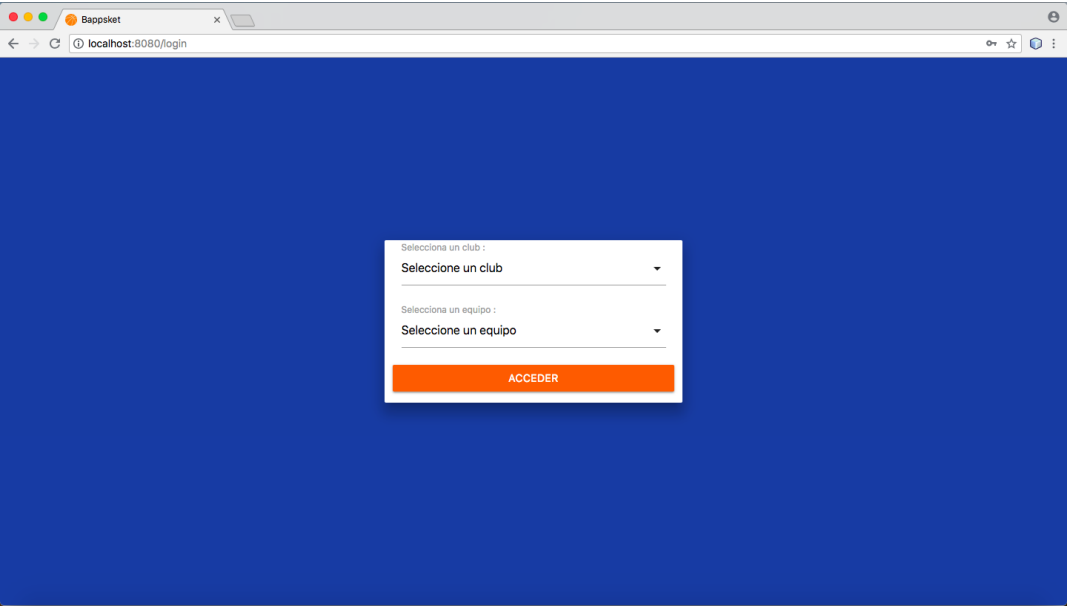 Bappsket
localhost:8080/login
Selecciona un club :
Seleccione un club
Selecciona un equipo :
Seleccione un equipo
ACCEDER